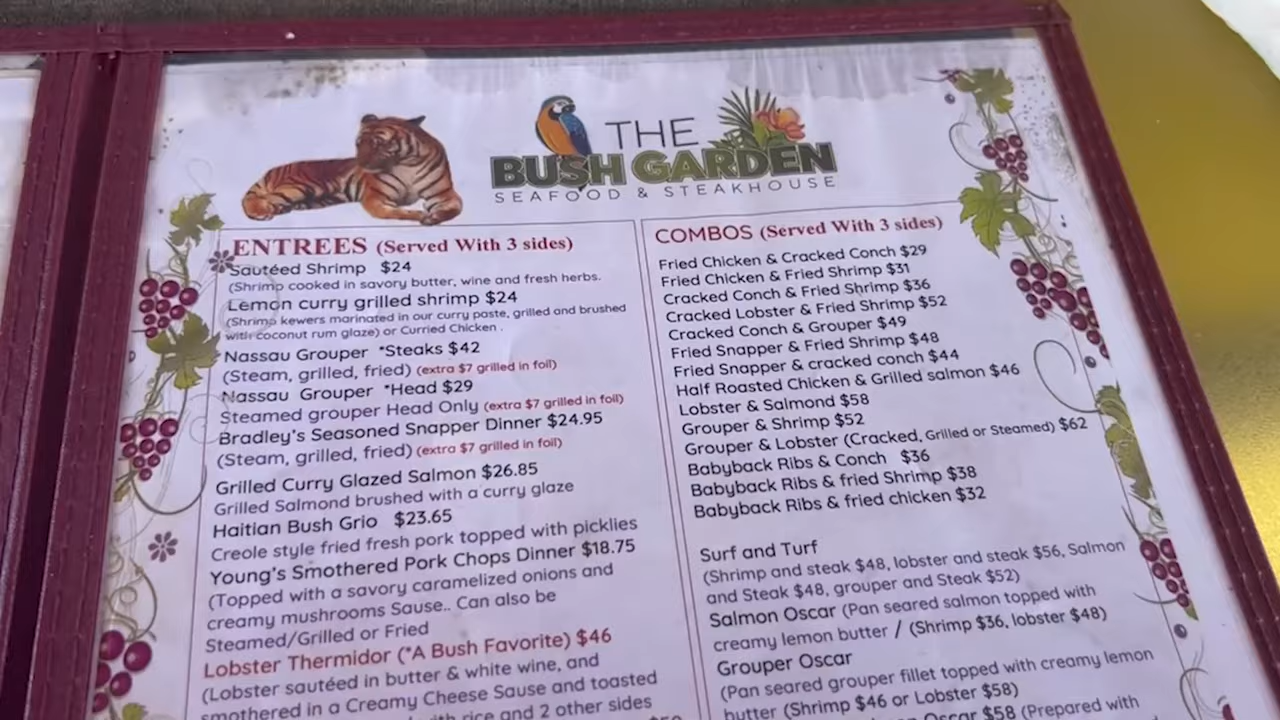 THE
BUSH GARDEN
SEAFOOD & STEAKHOUSE
ENTREES (Served With 3 sides)
Sautéed Shrimp $24
(Shrimp cooked in savory butter, wine and fresh herbs.
Lemon curry grilled shrimp $24
(Shrimp kewers marinated in our curry paste, grilled and brushed
with coconut rum glaze) or Curried Chicken .
Nassau Grouper *Steaks $42
(Steam, grilled, fried) (extra $7 grilled in foil)
Nassau Grouper *Head $29
Steamed grouper Head Only (extra $7 grilled in foil)
Bradley's Seasoned Snapper Dinner $24.95
(Steam, grilled, fried) (extra $7 grilled in foil)
Grilled Curry Glazed Salmon $26.85
Grilled Salmond brushed with a curry glaze
Haitian Bush Grio $23.65
Creole style fried fresh pork topped with picklies
Young's Smothered Pork Chops Dinner $18.75
(Topped with a savory caramelized onions and
creamy mushrooms Sause.. Can also be
Steamed/Grilled or Fried
Lobster Thermidor (*A Bush Favorite) $46
(Lobster sautéed in butter & white wine, and
smothered in a Creamy Cheese Sause and toasted
with rice and 2 other sides
COMBOS (Served With 3 sides)
Fried Chicken & Cracked Conch $29
Fried Chicken & Fried Shrimp $31
Cracked Conch & Fried Shrimp $36
Cracked Lobster & Fried Shrimp $52
Cracked Conch & Grouper $49
Fried Snapper & Fried Shrimp $48
Fried Snapper & cracked conch $44
Half Roasted Chicken & Grilled salmon $46
Lobster & Salmond $58
Grouper & Shrimp $52
Grouper & Lobster (Cracked, Grilled or Steamed) $62
Babyback Ribs & Conch $36
Babyback Ribs & fried Shrimp $38
Babyback Ribs & fried chicken $32
Surf and Turf
(Shrimp and steak $48, lobster and steak $56, Salmon
and Steak $48, grouper and Steak $52)
Salmon Oscar (Pan seared salmon topped with
creamy lemon butter / (Shrimp $36, lobster $48)
Grouper Oscar
(Pan seared grouper fillet topped with creamy lemon
butter (Shrimp $46 or Lobster $58)
Oscar $58 (Prepared with